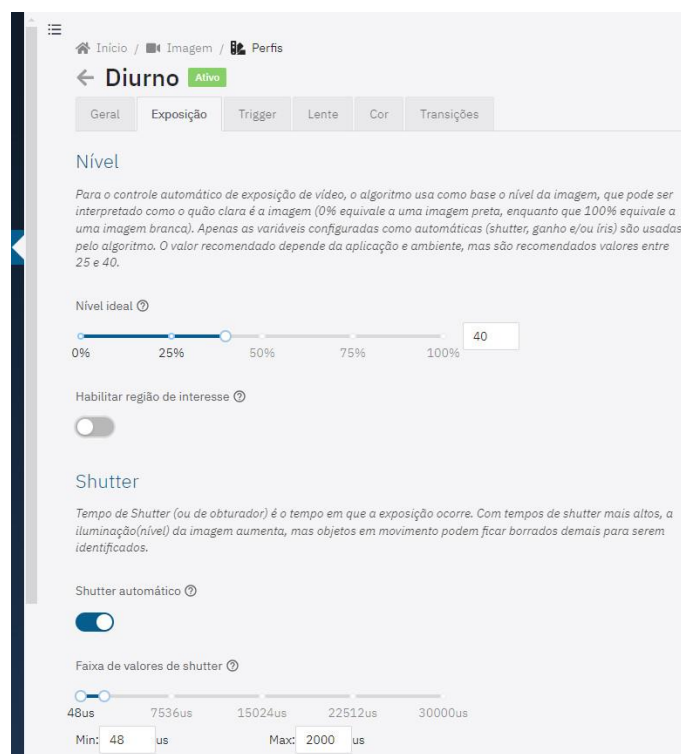 Início / Imagem / Perfis
Diurno Ativo
Geral Exposição Trigger Lente Cor Transições
Nível
Para o controle automático de exposição de vídeo, o algoritmo usa como base o nível da imagem, que pode ser
interpretado como o quão clara é a imagem (0% equivale a uma imagem preta, enquanto que 100% equivale a
uma imagem branca). Apenas as variáveis configuradas como automáticas (shutter, ganho e/ou íris) são usadas
pelo algoritmo. O valor recomendado depende da aplicação e ambiente, mas são recomendados valores entre
25 e 40.
Nível ideal
40
0% 25% 50% 75% 100%
Habilitar região de interesse
Shutter
Tempo de Shutter (ou de obturador) é o tempo em que a exposição ocorre. Com tempos de shutter mais altos, a
iluminação(nível) da imagem aumenta, mas objetos em movimento podem ficar borrados demais para serem
identificados.
Shutter automático
Faixa de valores de shutter
48us 7536us 15024us 22512us 30000us
Min: 48 us Max: 2000 us